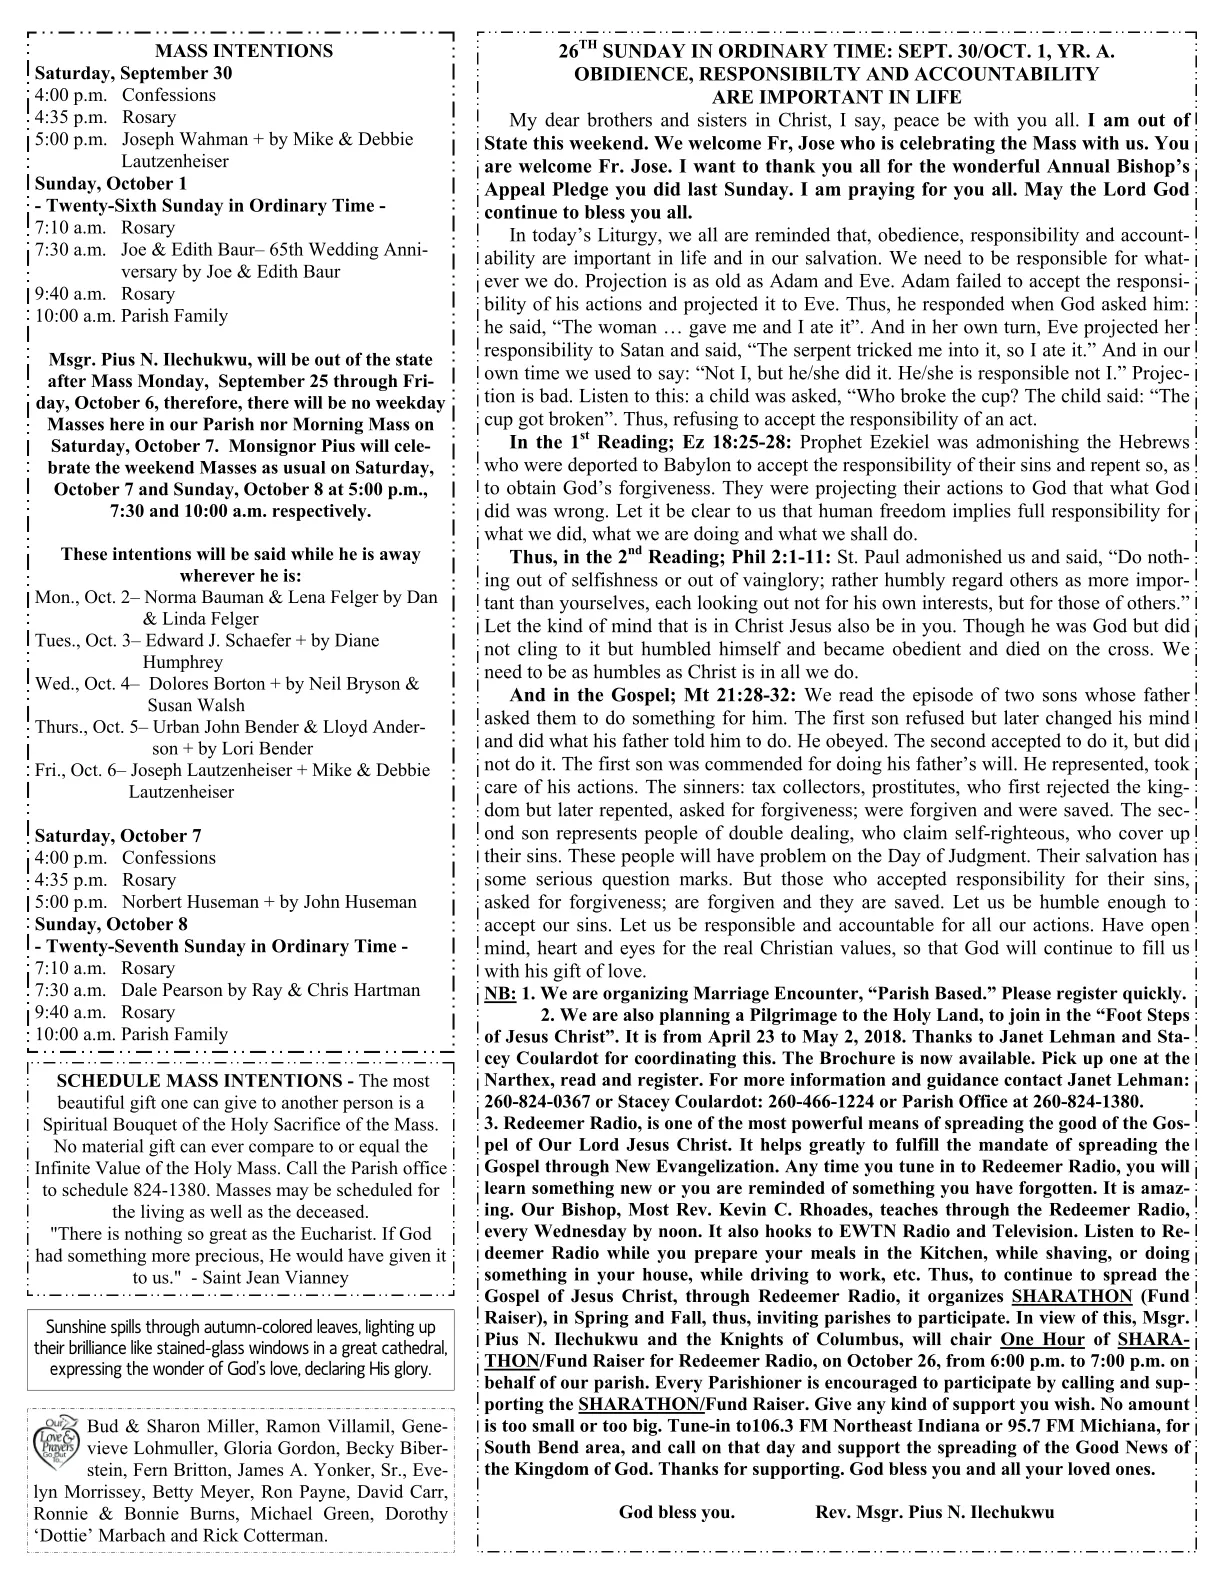 MASS INTENTIONS
Saturday, September 30
4:00 p.m. Confessions
4:35 p.m. Rosary
5:00 p.m. Joseph Wahman + by Mike & Debbie
Lautzenheiser
Sunday, October 1
- Twenty-Sixth Sunday in Ordinary Time -
7:10 a.m. Rosary
7:30 a.m. Joe & Edith Baur– 65th Wedding Anni-
versary by Joe & Edith Baur
9:40 a.m. Rosary
10:00 a.m. Parish Family
Msgr. Pius N. Ilechukwu, will be out of the state
after Mass Monday, September 25 through Fri-
day, October 6, therefore, there will be no weekday
Masses here in our Parish nor Morning Mass on
Saturday, October 7. Monsignor Pius will cele-
brate the weekend Masses as usual on Saturday,
October 7 and Sunday, October 8 at 5:00 p.m.,
7:30 and 10:00 a.m. respectively.
These intentions will be said while he is away
wherever he is:
Mon., Oct. 2– Norma Bauman & Lena Felger by Dan
& Linda Felger
Tues., Oct. 3– Edward J. Schaefer + by Diane
Humphrey
Wed., Oct. 4– Dolores Borton + by Neil Bryson &
Susan Walsh
Thurs., Oct. 5– Urban John Bender & Lloyd Ander-
son + by Lori Bender
Fri., Oct. 6– Joseph Lautzenheiser + Mike & Debbie
Lautzenheiser
Saturday, October 7
4:00 p.m. Confessions
4:35 p.m. Rosary
5:00 p.m. Norbert Huseman + by John Huseman
Sunday, October 8
- Twenty-Seventh Sunday in Ordinary Time -
7:10 a.m. Rosary
7:30 a.m. Dale Pearson by Ray & Chris Hartman
9:40 a.m. Rosary
10:00 a.m. Parish Family
SCHEDULE MASS INTENTIONS - The most
beautiful gift one can give to another person is a
Spiritual Bouquet of the Holy Sacrifice of the Mass.
No material gift can ever compare to or equal the
Infinite Value of the Holy Mass. Call the Parish office
to schedule 824-1380. Masses may be scheduled for
the living as well as the deceased.
"There is nothing so great as the Eucharist. If God
had something more precious, He would have given it
to us." - Saint Jean Vianney
Sunshine spills through autumn-colored leaves, lighting up
their brilliance like stained-glass windows in a great cathedral,
expressing the wonder of God's love, declaring His glory.
Our
Love &
Prayers
Go Out
To...
Bud & Sharon Miller, Ramon Villamil, Gene-
vieve Lohmuller, Gloria Gordon, Becky Biber-
stein, Fern Britton, James A. Yonker, Sr., Eve-
lyn Morrissey, Betty Meyer, Ron Payne, David Carr,
Ronnie & Bonnie Burns, Michael Green, Dorothy
‘Dottie’ Marbach and Rick Cotterman.
26TH SUNDAY IN ORDINARY TIME: SEPT. 30/OCT. 1, YR. A.
OBIDIENCE, RESPONSIBILTY AND ACCOUNTABILITY
ARE IMPORTANT IN LIFE
My dear brothers and sisters in Christ, I say, peace be with you all. I am out of
State this weekend. We welcome Fr, Jose who is celebrating the Mass with us. You
are welcome Fr. Jose. I want to thank you all for the wonderful Annual Bishop’s
Appeal Pledge you did last Sunday. I am praying for you all. May the Lord God
continue to bless you all.
In today’s Liturgy, we all are reminded that, obedience, responsibility and account-
ability are important in life and in our salvation. We need to be responsible for what-
ever we do. Projection is as old as Adam and Eve. Adam failed to accept the responsi-
bility of his actions and projected it to Eve. Thus, he responded when God asked him:
he said, “The woman … gave me and I ate it”. And in her own turn, Eve projected her
responsibility to Satan and said, “The serpent tricked me into it, so I ate it.” And in our
own time we used to say: “Not I, but he/she did it. He/she is responsible not I.” Projec-
tion is bad. Listen to this: a child was asked, “Who broke the cup? The child said: “The
cup got broken”. Thus, refusing to accept the responsibility of an act.
In the 1st Reading; Ez 18:25-28: Prophet Ezekiel was admonishing the Hebrews
who were deported to Babylon to accept the responsibility of their sins and repent so, as
to obtain God’s forgiveness. They were projecting their actions to God that what God
did was wrong. Let it be clear to us that human freedom implies full responsibility for
what we did, what we are doing and what we shall do.
Thus, in the 2nd Reading; Phil 2:1-11: St. Paul admonished us and said, “Do noth-
ing out of selfishness or out of vainglory; rather humbly regard others as more impor-
tant than yourselves, each looking out not for his own interests, but for those of others.”
Let the kind of mind that is in Christ Jesus also be in you. Though he was God but did
not cling to it but humbled himself and became obedient and died on the cross. We
need to be as humbles as Christ is in all we do.
And in the Gospel; Mt 21:28-32: We read the episode of two sons whose father
asked them to do something for him. The first son refused but later changed his mind
and did what his father told him to do. He obeyed. The second accepted to do it, but did
not do it. The first son was commended for doing his father’s will. He represented, took
care of his actions. The sinners: tax collectors, prostitutes, who first rejected the king-
dom but later repented, asked for forgiveness; were forgiven and were saved. The sec-
ond son represents people of double dealing, who claim self-righteous, who cover up
their sins. These people will have problem on the Day of Judgment. Their salvation has
some serious question marks. But those who accepted responsibility for their sins,
asked for forgiveness; are forgiven and they are saved. Let us be humble enough to
accept our sins. Let us be responsible and accountable for all our actions. Have open
mind, heart and eyes for the real Christian values, so that God will continue to fill us
with his gift of love.
NB: 1. We are organizing Marriage Encounter, “Parish Based.” Please register quickly.
2. We are also planning a Pilgrimage to the Holy Land, to join in the “Foot Steps
of Jesus Christ”. It is from April 23 to May 2, 2018. Thanks to Janet Lehman and Sta-
cey Coulardot for coordinating this. The Brochure is now available. Pick up one at the
Narthex, read and register. For more information and guidance contact Janet Lehman:
260-824-0367 or Stacey Coulardot: 260-466-1224 or Parish Office at 260-824-1380.
3. Redeemer Radio, is one of the most powerful means of spreading the good of the Gos-
pel of Our Lord Jesus Christ. It helps greatly to fulfill the mandate of spreading the
Gospel through New Evangelization. Any time you tune in to Redeemer Radio, you will
learn something new or you are reminded of something you have forgotten. It is amaz-
ing. Our Bishop, Most Rev. Kevin C. Rhoades, teaches through the Redeemer Radio,
every Wednesday by noon. It also hooks to EWTN Radio and Television. Listen to Re-
deemer Radio while you prepare your meals in the Kitchen, while shaving, or doing
something in your house, while driving to work, etc. Thus, to continue to spread the
Gospel of Jesus Christ, through Redeemer Radio, it organizes SHARATHON (Fund
Raiser), in Spring and Fall, thus, inviting parishes to participate. In view of this, Msgr.
Pius N. Ilechukwu and the Knights of Columbus, will chair One Hour of SHARA-
THON/Fund Raiser for Redeemer Radio, on October 26, from 6:00 p.m. to 7:00 p.m. on
behalf of our parish. Every Parishioner is encouraged to participate by calling and sup-
porting the SHARATHON/Fund Raiser. Give any kind of support you wish. No amount
is too small or too big. Tune-in to106.3 FM Northeast Indiana or 95.7 FM Michiana, for
South Bend area, and call on that day and support the spreading of the Good News of
the Kingdom of God. Thanks for supporting. God bless you and all your loved ones.
God bless you. Rev. Msgr. Pius N. Ilechukwu